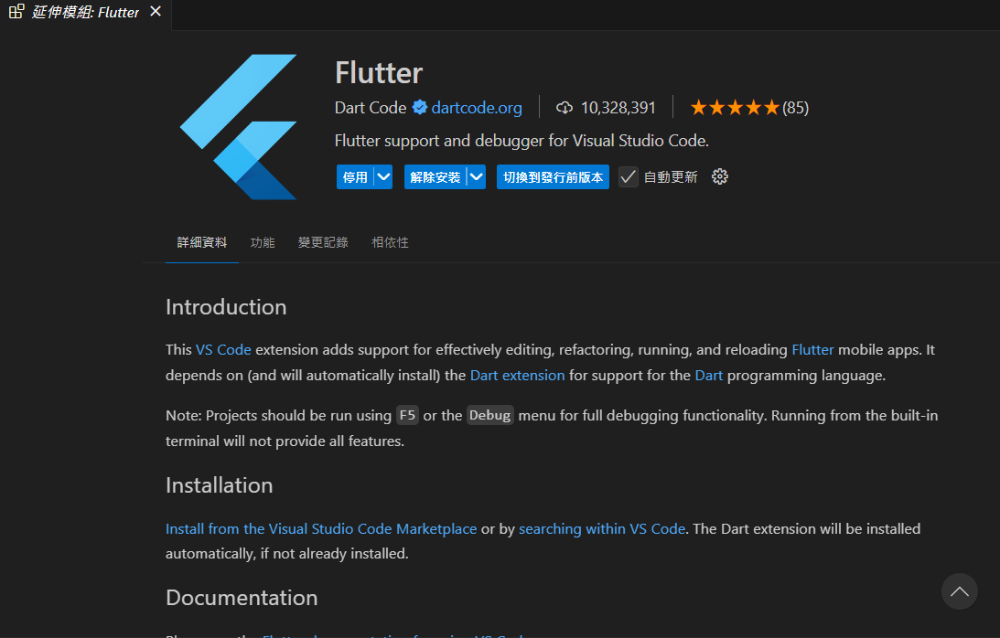 延伸模組: Flutter
Flutter
Dart Code dartcode.org 10,328,391 (85)
Flutter support and debugger for Visual Studio Code.
停用 解除安裝 切換到發行前版本 自動更新
詳細資料 功能 變更記錄 相依性
Introduction
This VS Code extension adds support for effectively editing, refactoring, running, and reloading Flutter mobile apps. It
depends on (and will automatically install) the Dart extension for support for the Dart programming language.
Note: Projects should be run using F5 or the Debug menu for full debugging functionality. Running from the built-in
terminal will not provide all features.
Installation
Install from the Visual Studio Code Marketplace or by searching within VS Code. The Dart extension will be installed
automatically, if not already installed.
Documentation